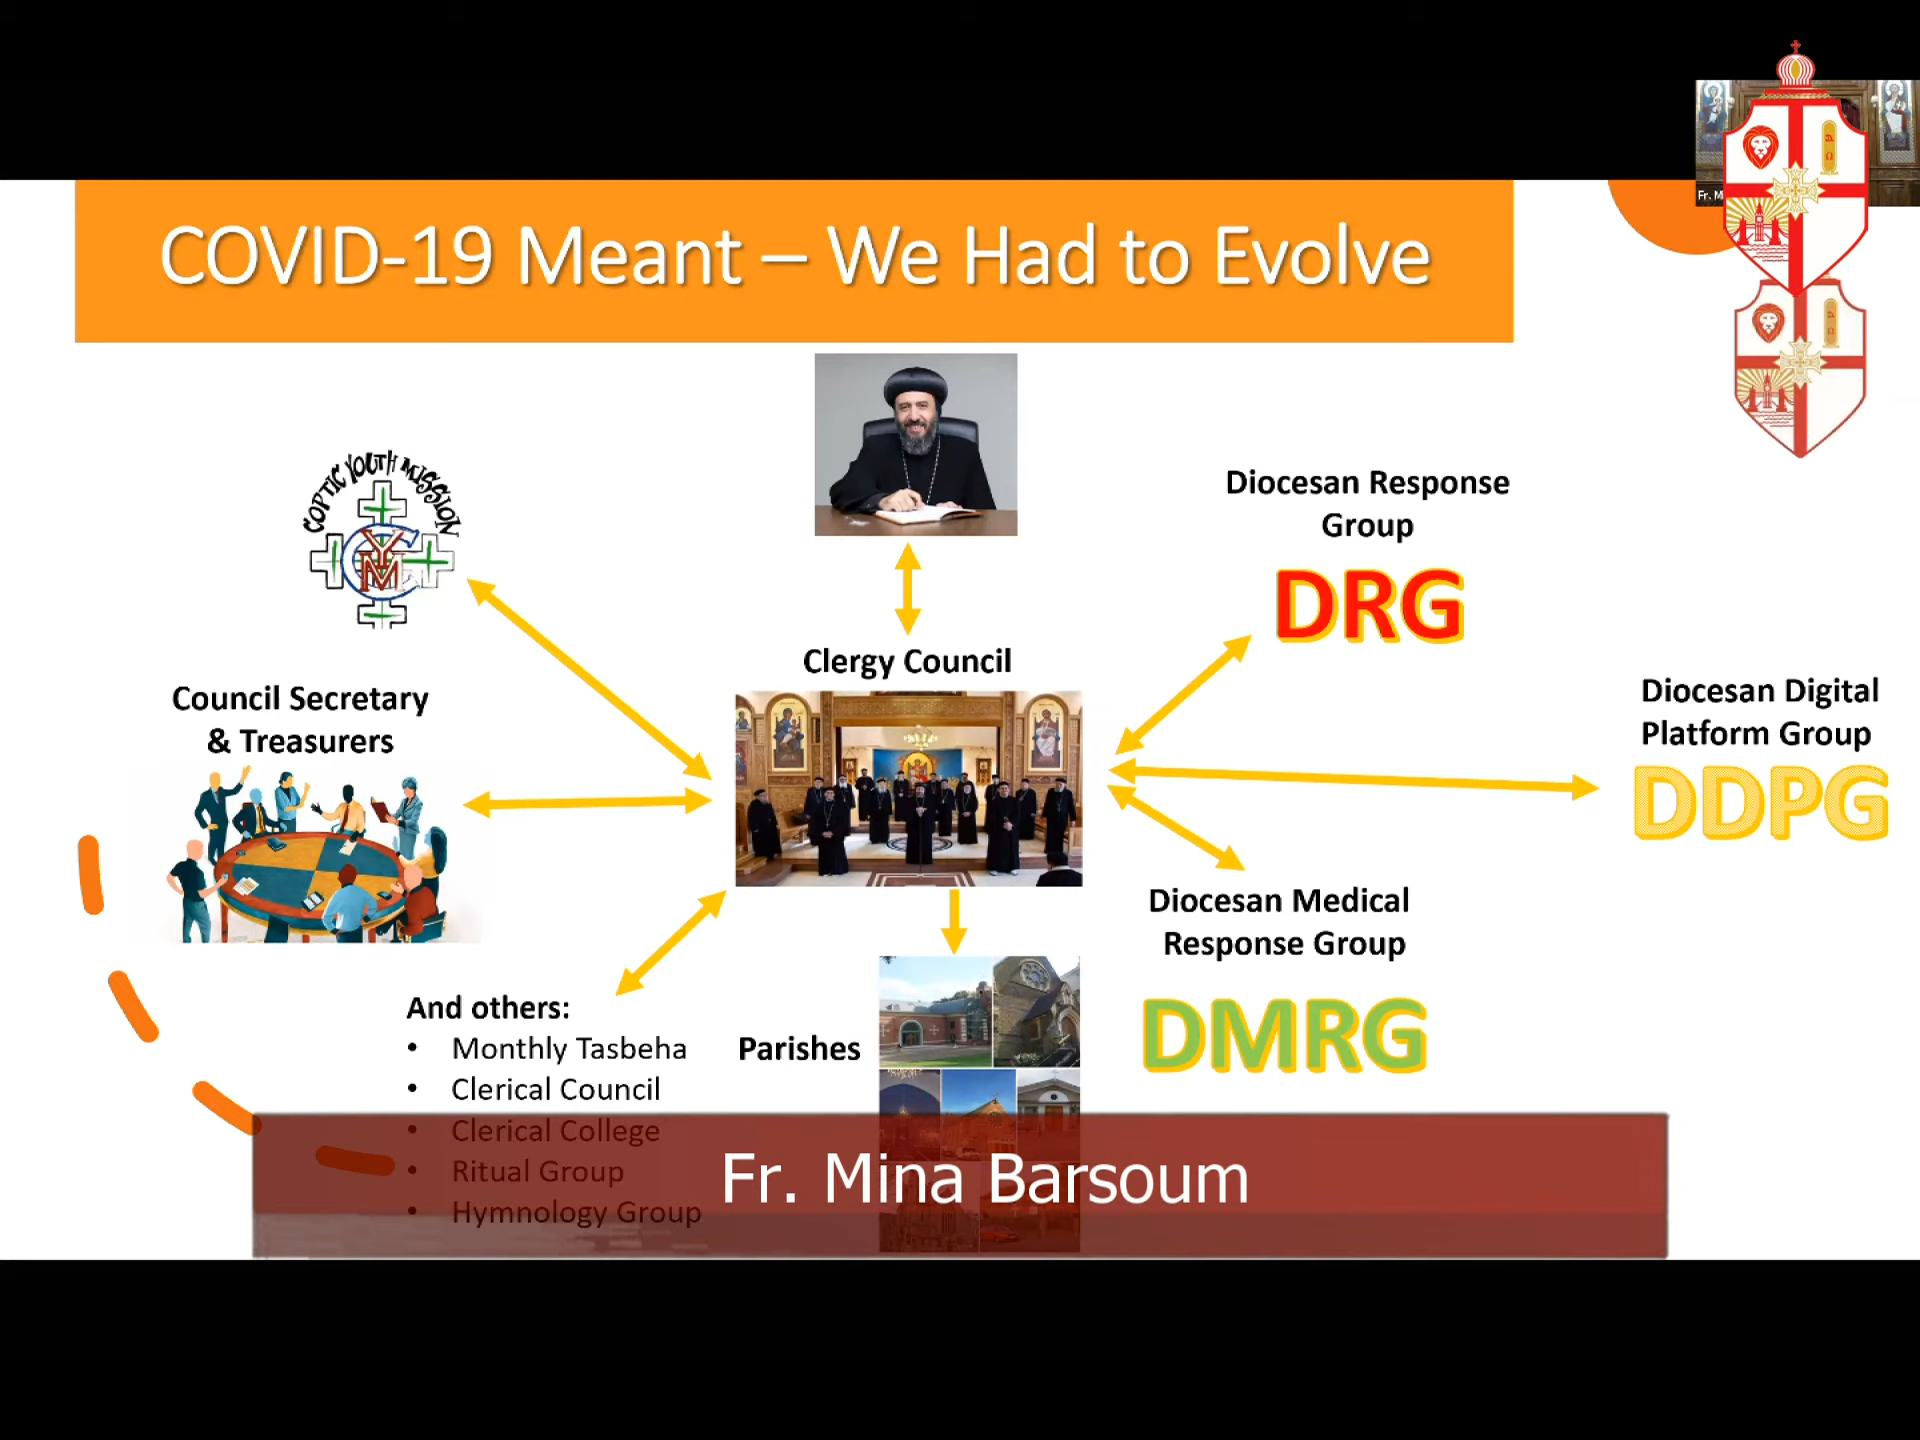 COVID-19 Meant – We Had to Evolve
Fr. M
COPTIC YOUTH MISSION
CYM
Diocesan Response
Group
DRG
Clergy Council
Council Secretary
& Treasurers
Diocesan Digital
Platform Group
DDPG
Diocesan Medical
Response Group
DMRG
And others:
• Monthly Tasbeha
• Clerical Council
• Clerical College
• Ritual Group
• Hymnology Group
Parishes
Fr. Mina Barsoum